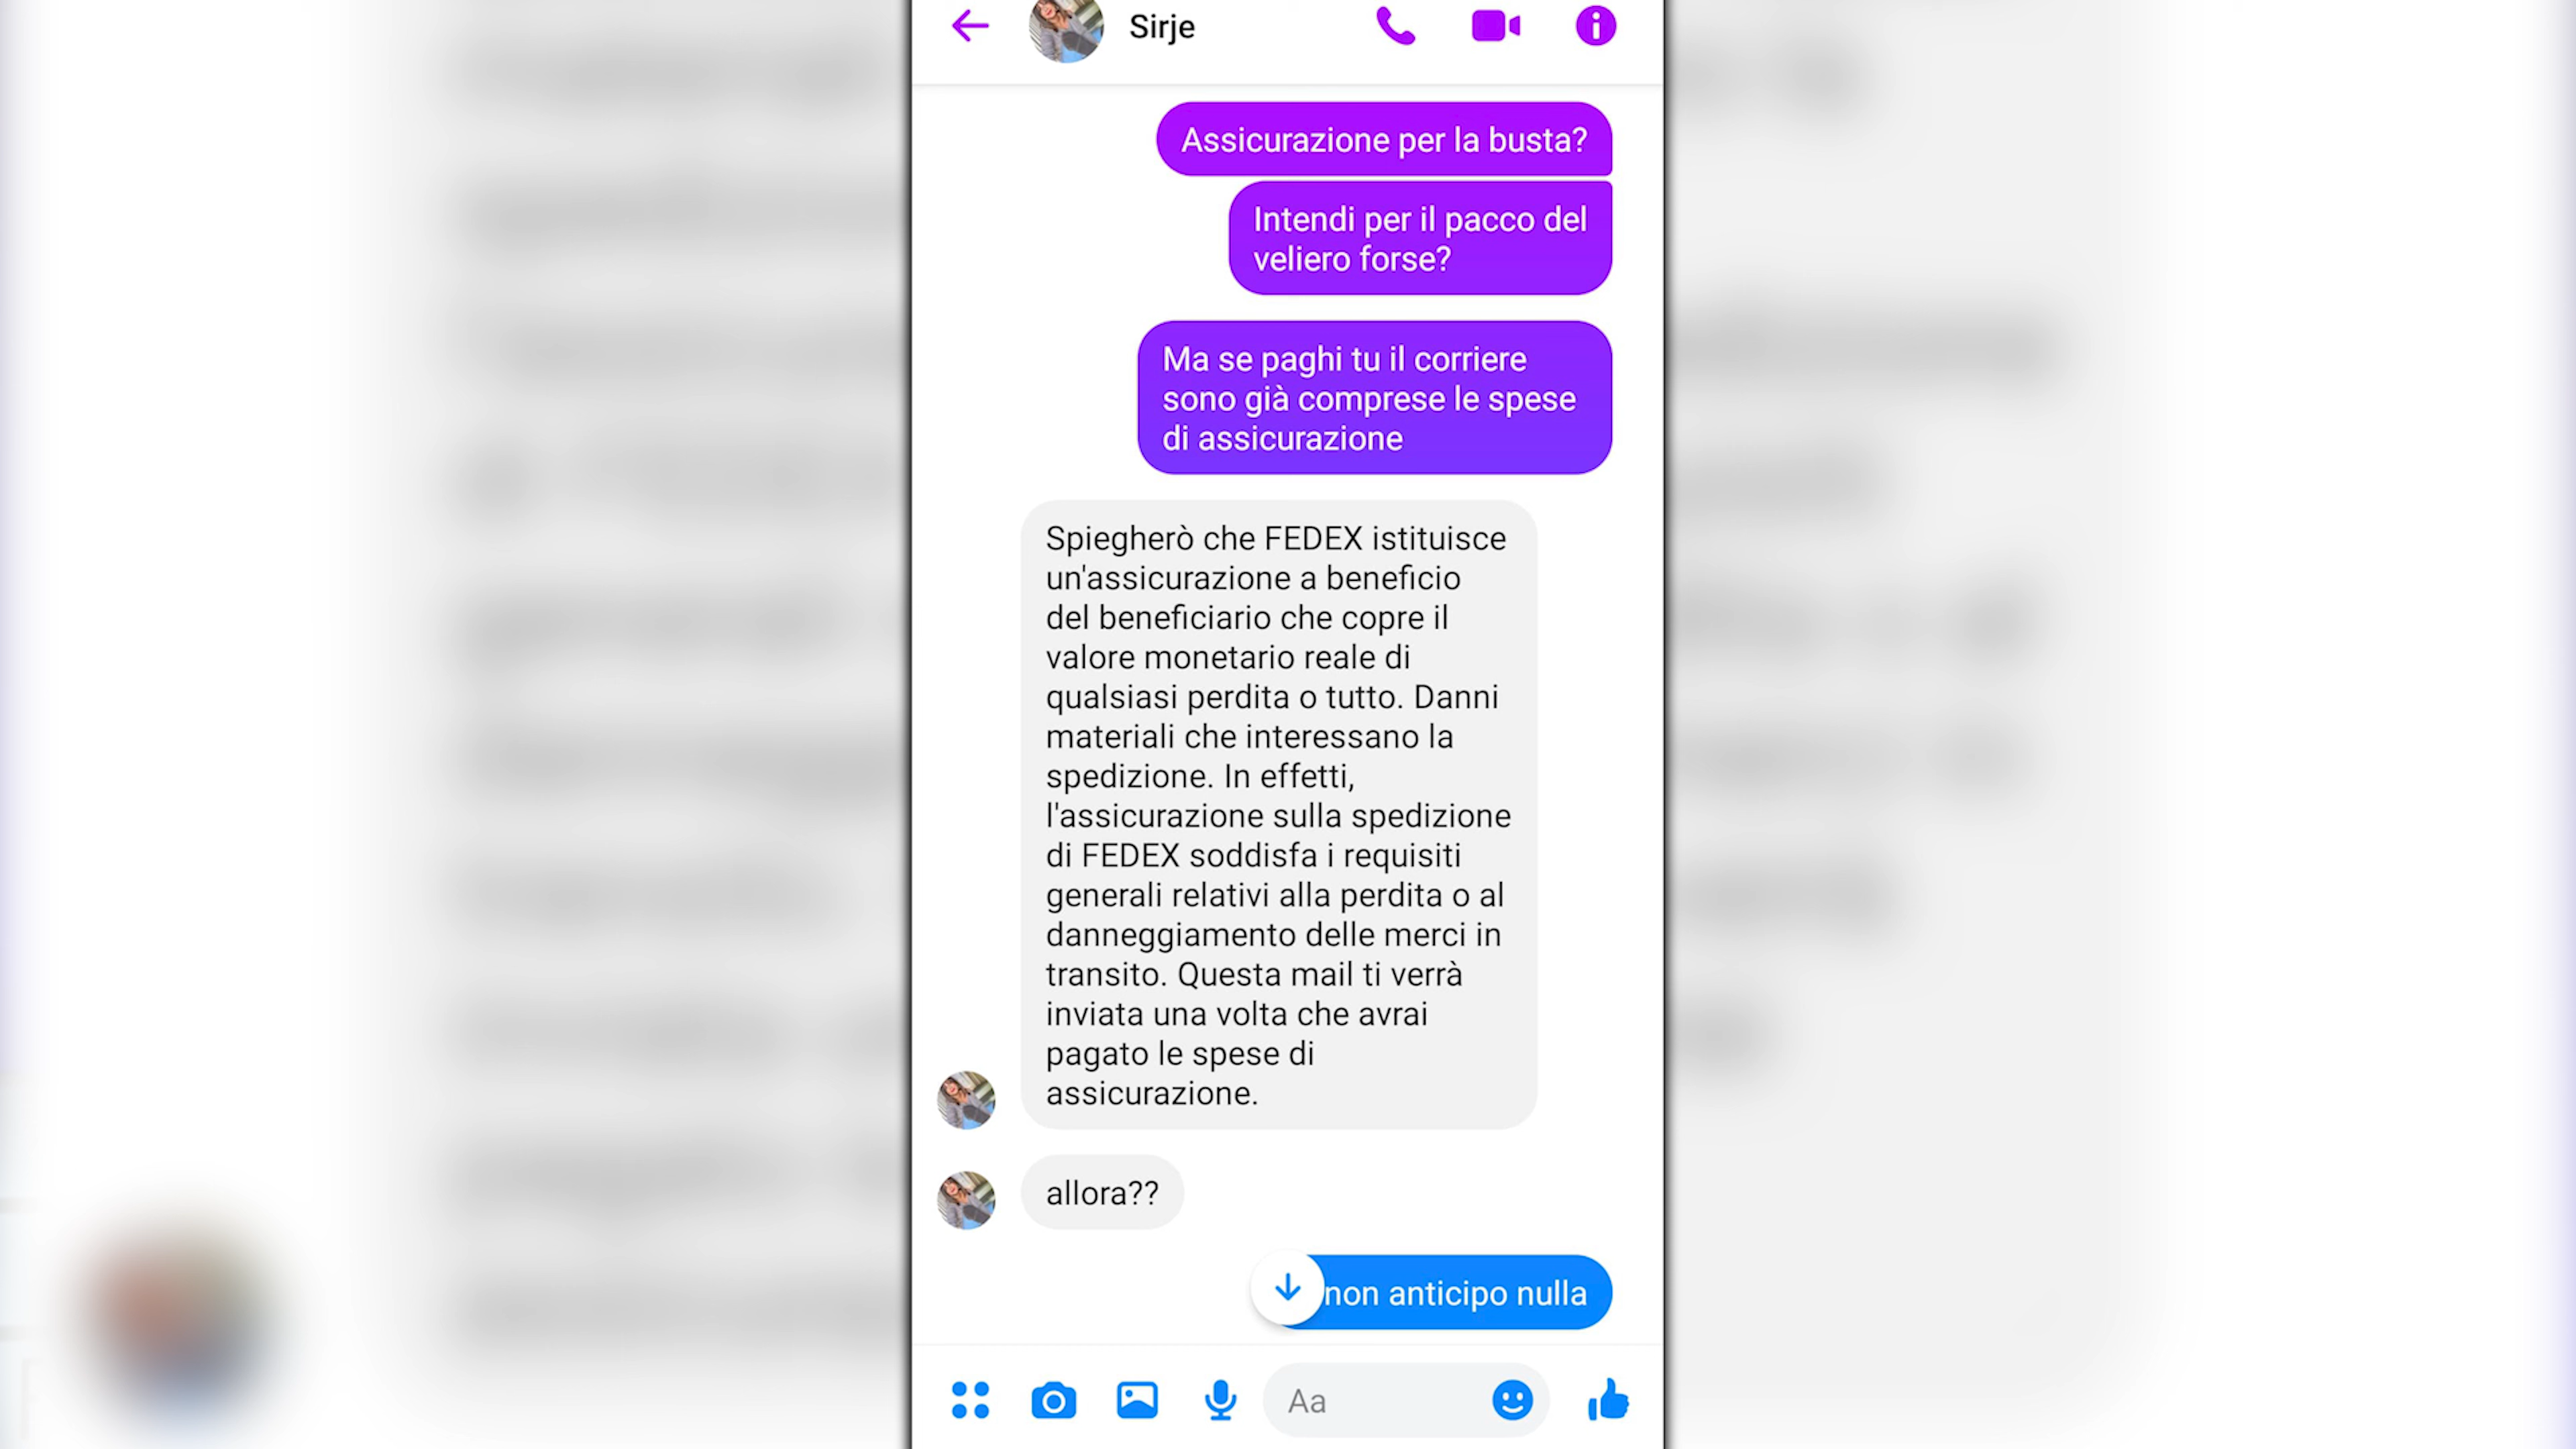 Sirje
Assicurazione per la busta?
Intendi per il pacco del
veliero forse?
Ma se paghi tu il corriere
sono già comprese le spese
di assicurazione
Spiegherò che FEDEX istituisce
un'assicurazione a beneficio
del beneficiario che copre il
valore monetario reale di
qualsiasi perdita o tutto. Danni
materiali che interessano la
spedizione. In effetti,
l'assicurazione sulla spedizione
di FEDEX soddisfa i requisiti
generali relativi alla perdita o al
danneggiamento delle merci in
transito. Questa mail ti verrà
inviata una volta che avrai
pagato le spese di
assicurazione.
allora??
non anticipo nulla
Aa